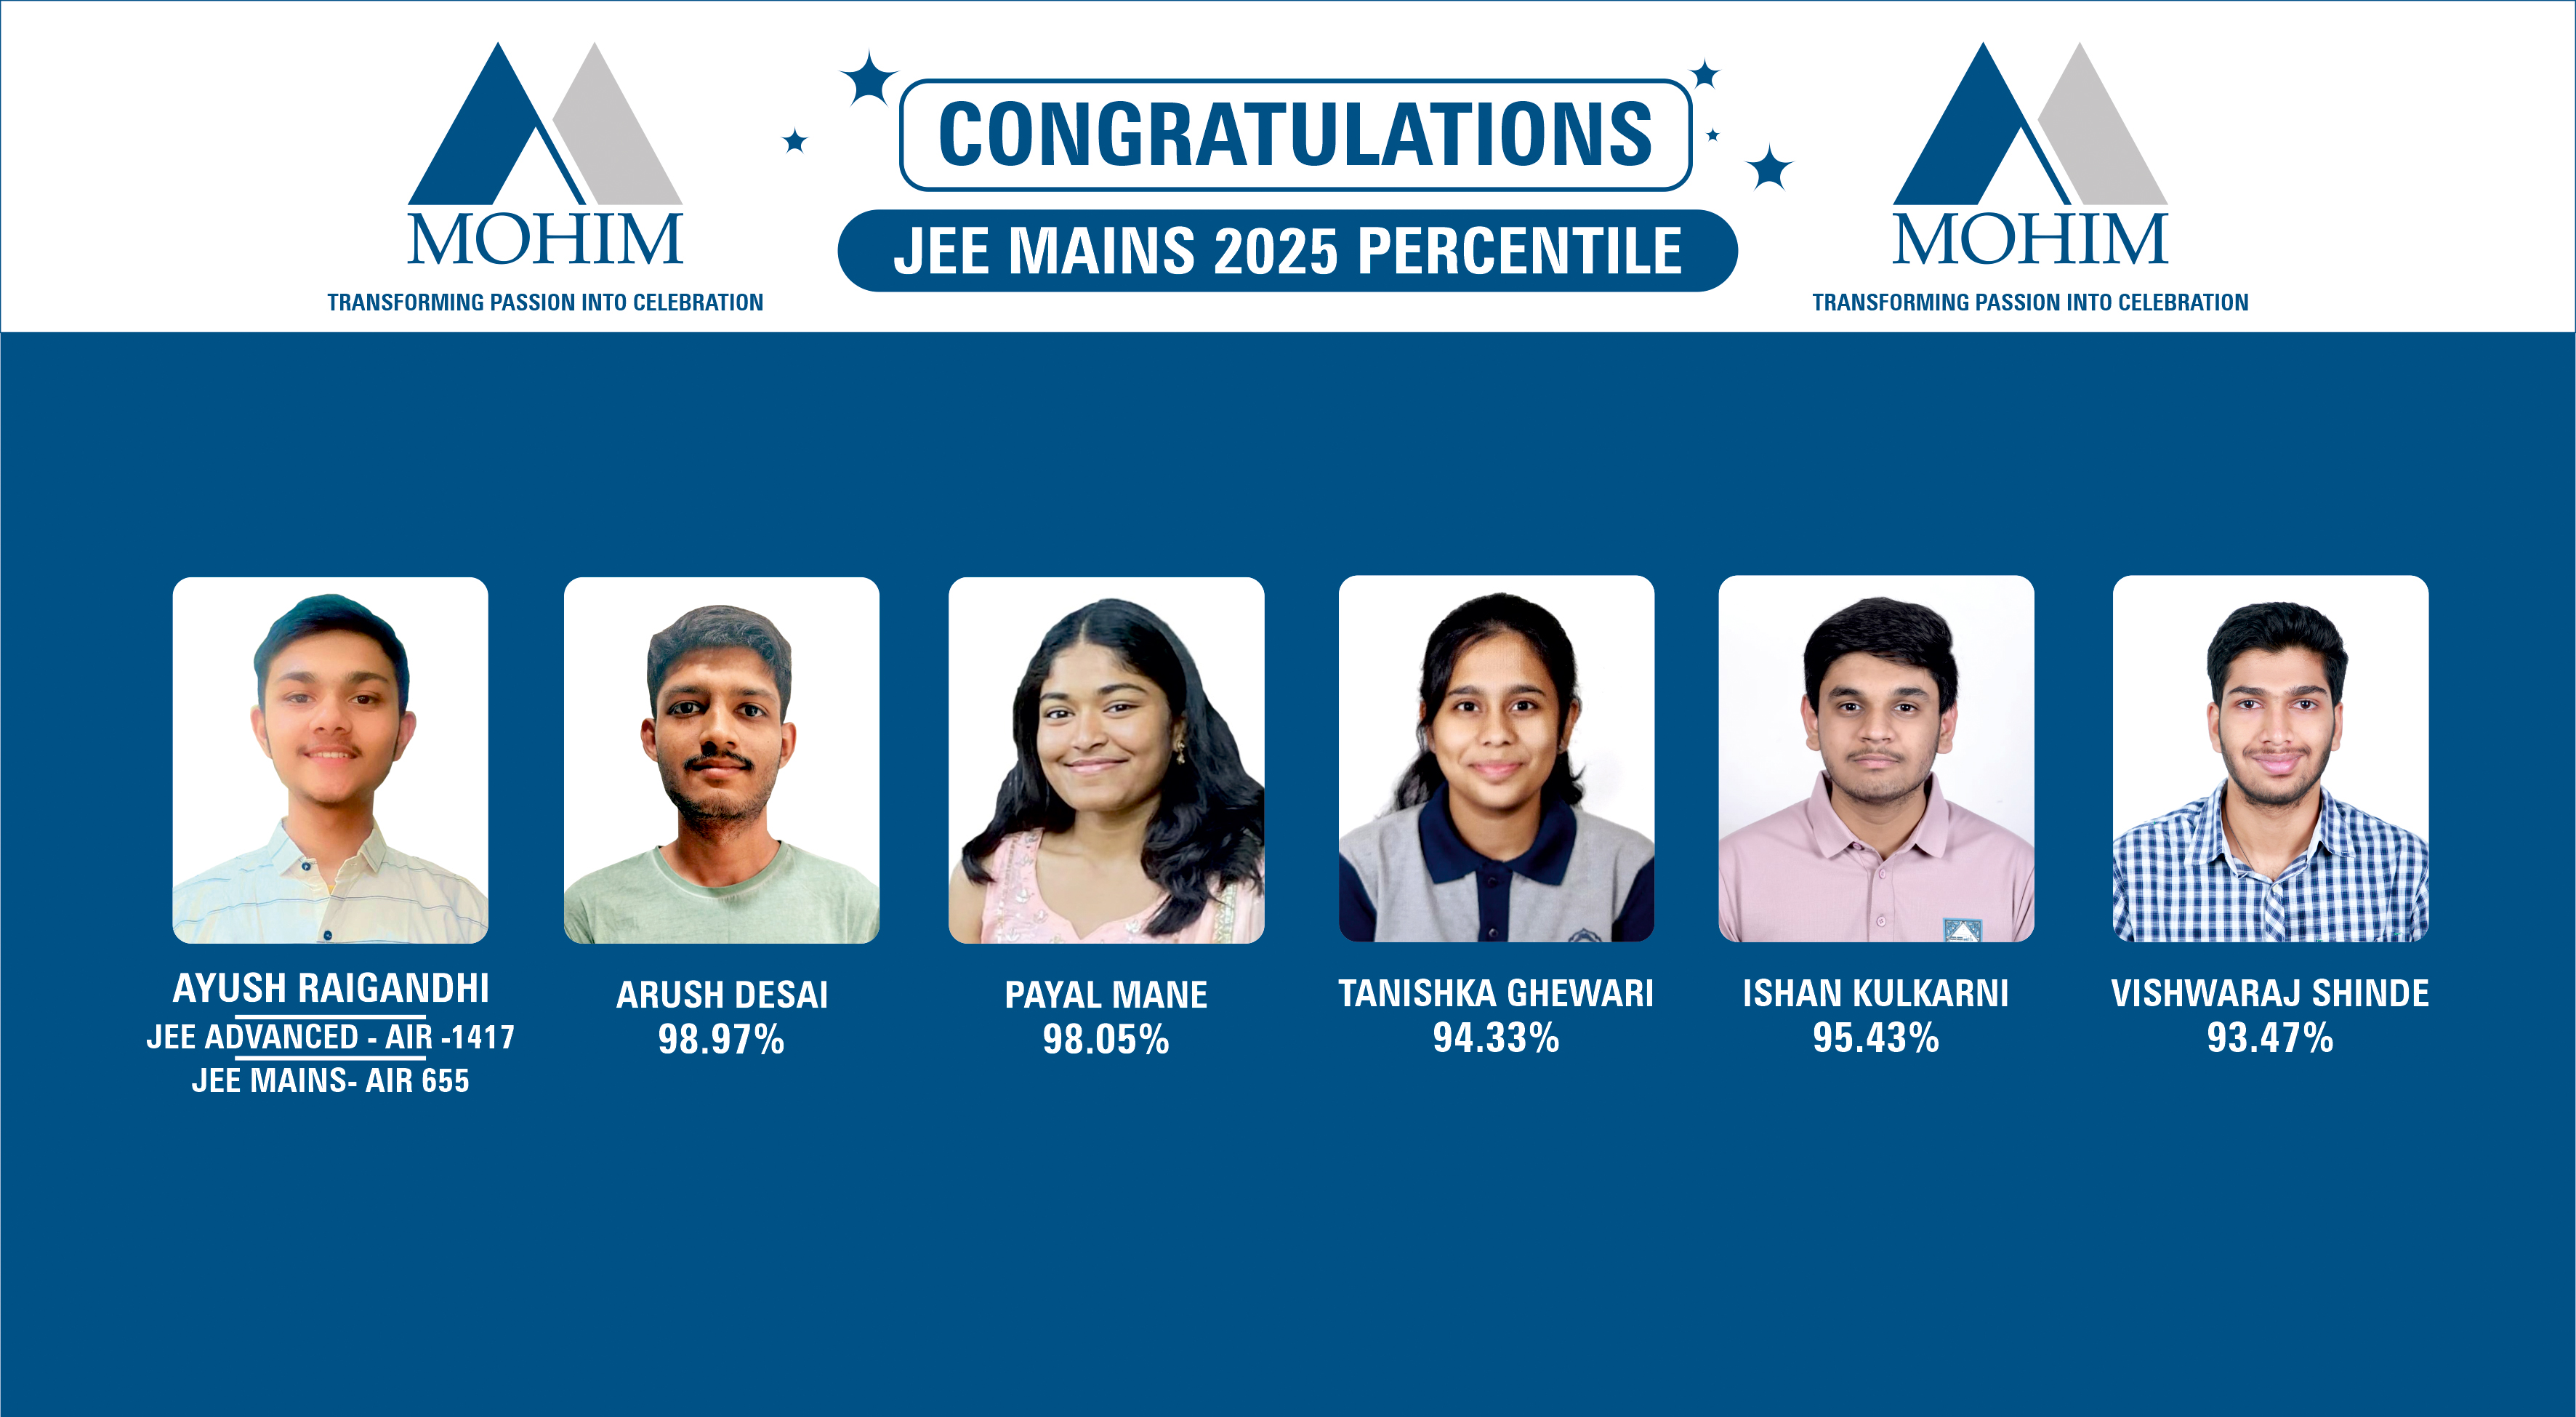 MOHIM
TRANSFORMING PASSION INTO CELEBRATION
CONGRATULATIONS
JEE MAINS 2025 PERCENTILE
MOHIM
TRANSFORMING PASSION INTO CELEBRATION
AYUSH RAIGANDHI
JEE ADVANCED - AIR -1417
JEE MAINS- AIR 655
ARUSH DESAI
98.97%
PAYAL MANE
98.05%
TANISHKA GHEWARI
94.33%
ISHAN KULKARNI
95.43%
VISHWARAJ SHINDE
93.47%